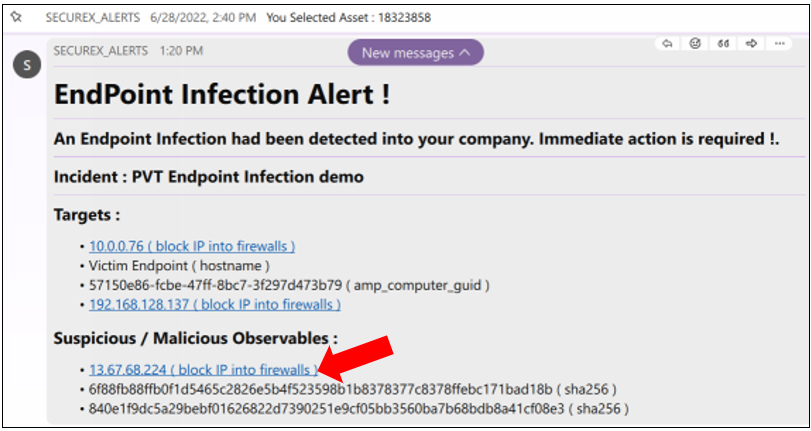 SECUREX_ALERTS 6/28/2022, 2:40 PM You Selected Asset : 18323858
SECUREX_ALERTS 1:20 PM
New messages
S
EndPoint Infection Alert !
An Endpoint Infection had been detected into your company. Immediate action is required !.
Incident : PVT Endpoint Infection demo
Targets :
• 10.0.0.76 ( block IP into firewalls )
• Victim Endpoint ( hostname )
• 57150e86-fcbe-47ff-8bc7-3f297d473b79 ( amp_computer_guid )
• 192.168.128.137 ( block IP into firewalls )
Suspicious / Malicious Observables :
• 13.67.68.224 ( block IP into firewalls )
• 6f88fb88ffb0f1d5465c2826e5b4f523598b1b8378377c8378ffebc171bad18b ( sha256 )
• 840e1f9dc5a29bebf01626822d7390251e9cf05bb3560ba7b68bdb8a41cf08e3 ( sha256 )